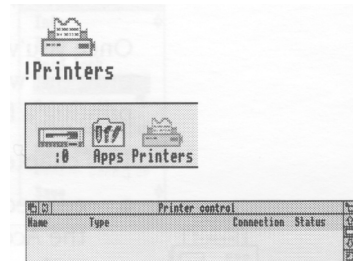 !Printers
:0 Apps Printers
Printer control
Name Type Connection Status